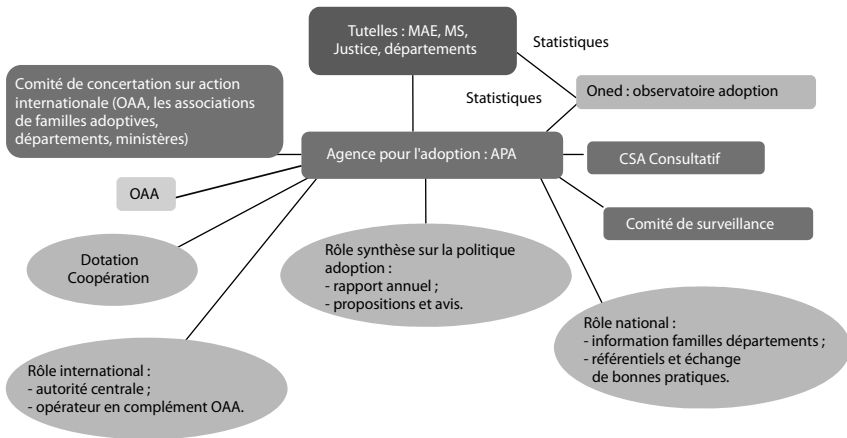 Tutelles : MAE, MS,
Justice, départements
Statistiques
Comité de concertation sur action
internationale (OAA, les associations
de familles adoptives,
départements, ministères)
Statistiques
Oned : observatoire adoption
Agence pour l'adoption : APA
CSA Consultatif
OAA
Comité de surveillance
Dotation
Coopération
Rôle synthèse sur la politique
adoption :
- rapport annuel ;
- propositions et avis.
Rôle national :
- information familles départements ;
- référentiels et échange
de bonnes pratiques.
Rôle international :
- autorité centrale ;
- opérateur en complément OAA.